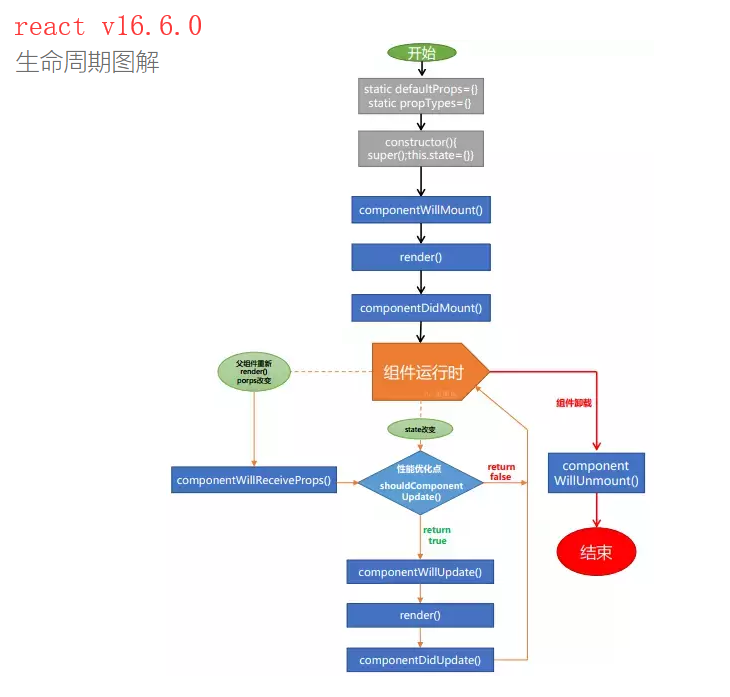 react v16.6.0
生命周期图解
开始
static defaultProps={}
static propTypes={}
constructor(){
super();this.state={})
componentWillMount()
render()
componentDidMount()
组件运行时
父组件重新
render()
porps改变
组件卸载
state改变
componentWillReceiveProps()
性能优化点
shouldComponent
Update()
return
false
component
WillUnmount()
return
true
结束
componentWillUpdate()
render()
componentDidUpdate()